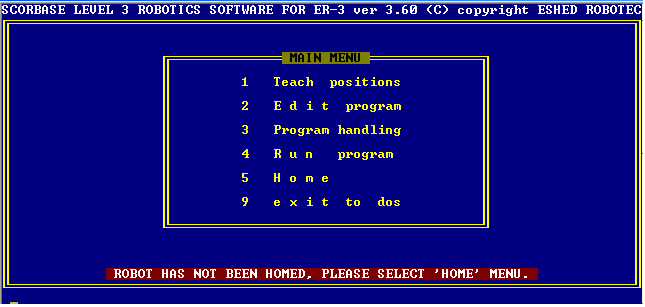 SCORBASE LEVEL 3 ROBOTICS SOFTWARE FOR ER-3 ver 3.60 (C) copyright ESHED ROBOTEC
MAIN MENU
1 Teach positions
2 E d i t program
3 Program handling
4 R u n program
5 H o m e
9 e x i t to dos
ROBOT HAS NOT BEEN HOMED, PLEASE SELECT 'HOME' MENU.